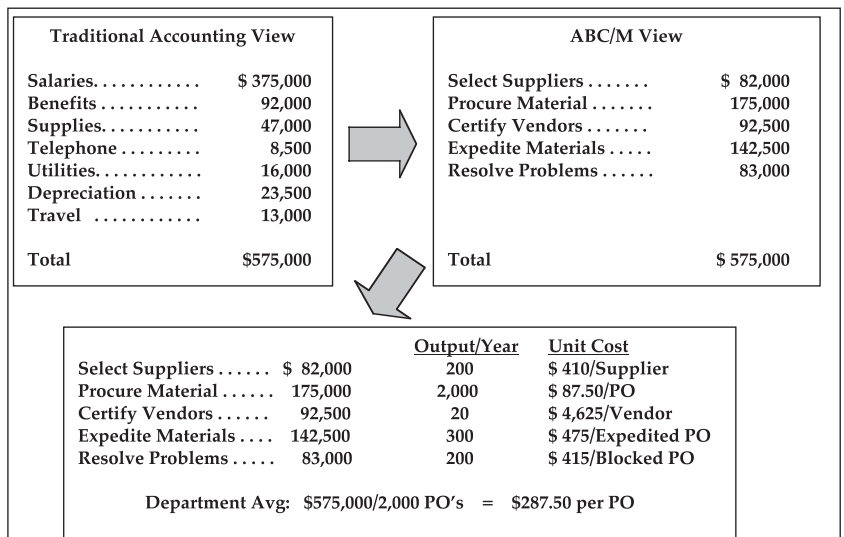 Traditional Accounting View
Salaries............ $ 375,000
Benefits ........... 92,000
Supplies............ 47,000
Telephone ......... 8,500
Utilities............ 16,000
Depreciation ....... 23,500
Travel ............ 13,000
Total $575,000
ABC/M View
Select Suppliers ....... $ 82,000
Procure Material ....... 175,000
Certify Vendors ....... 92,500
Expedite Materials ..... 142,500
Resolve Problems ...... 83,000
Total $ 575,000
Output/Year Unit Cost
Select Suppliers ...... $ 82,000 200 $ 410/Supplier
Procure Material ...... 175,000 2,000 $ 87.50/PO
Certify Vendors ....... 92,500 20 $ 4,625/Vendor
Expedite Materials .... 142,500 300 $ 475/Expedited PO
Resolve Problems ..... 83,000 200 $ 415/Blocked PO
Department Avg: $575,000/2,000 PO's = $287.50 per PO